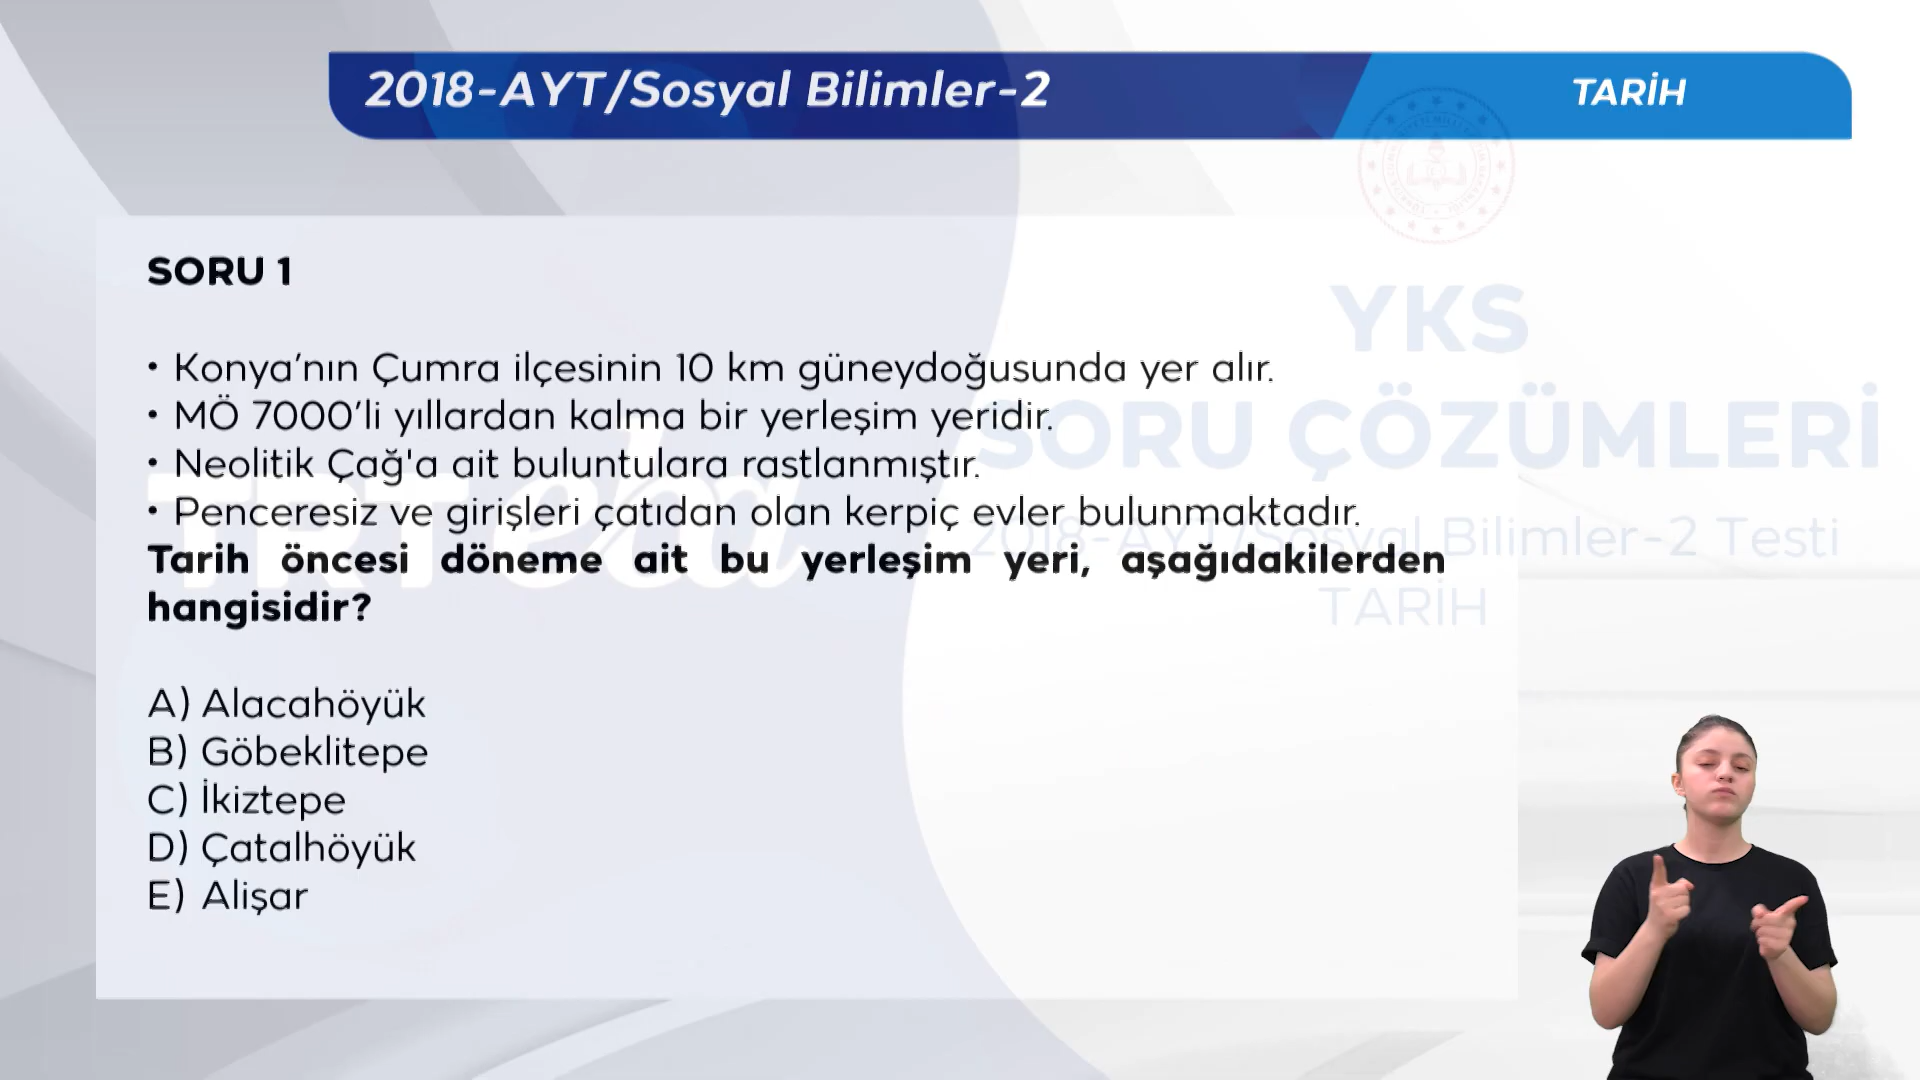 2018-AYT/Sosyal Bilimler-2
TARİH
SORU 1
• Konya’nın Çumra ilçesinin 10 km güneydoğusunda yer alır.
• MÖ 7000’li yıllardan kalma bir yerleşim yeridir.
• Neolitik Çağ'a ait buluntulara rastlanmıştır.
• Penceresiz ve girişleri çatıdan olan kerpiç evler bulunmaktadır.
Tarih öncesi döneme ait bu yerleşim yeri, aşağıdakilerden
hangisidir?
A) Alacahöyük
B) Göbeklitepe
C) İkiztepe
D) Çatalhöyük
E) Alişar
YKS
SORU ÇÖZÜMLERİ
2018-AYT/Sosyal Bilimler-2 Testi
TARİH
TRT eba